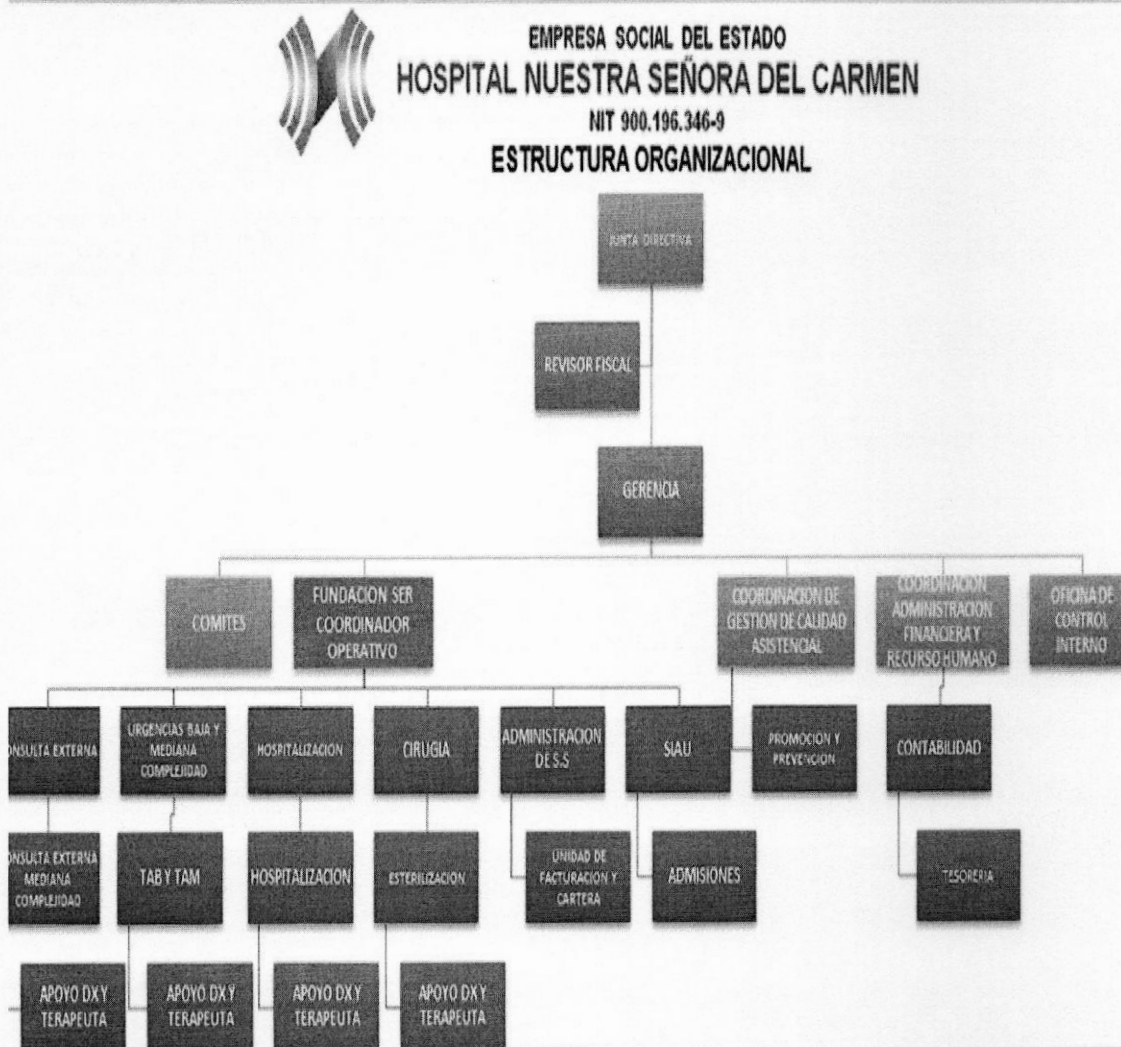 EMPRESA SOCIAL DEL ESTADO
HOSPITAL NUESTRA SEÑORA DEL CARMEN
NIT 900.196.346-9
ESTRUCTURA ORGANIZACIONAL
JUNTA DIRECTIVA
REVISOR FISCAL
GERENCIA
COMITES
FUNDACION SER
COORDINADOR
OPERATIVO
COORDINACION DE
GESTION DE CALIDAD
ASISTENCIAL
COORDINACION
ADMINISTRACION
FINANCIERA Y
RECURSO HUMANO
OFICINA DE
CONTROL
INTERNO
ONSULTA EXTERNA
URGENCIAS BAJA Y
MEDIANA
COMPLEJIDAD
HOSPITALIZACION
CIRUGIA
ADMINISTRACION
DE S.S
SIAU
PROMOCION Y
PREVENCION
CONTABILIDAD
ONSULTA EXTERNA
MEDIANA
COMPLEJIDAD
TAB Y TAM
HOSPITALIZACION
ESTERILIZACION
UNIDAD DE
FACTURACION Y
CARTERA
ADMISIONES
TESORERIA
APOYO DX Y
TERAPEUTA
APOYO DX Y
TERAPEUTA
APOYO DX Y
TERAPEUTA
APOYO DX Y
TERAPEUTA